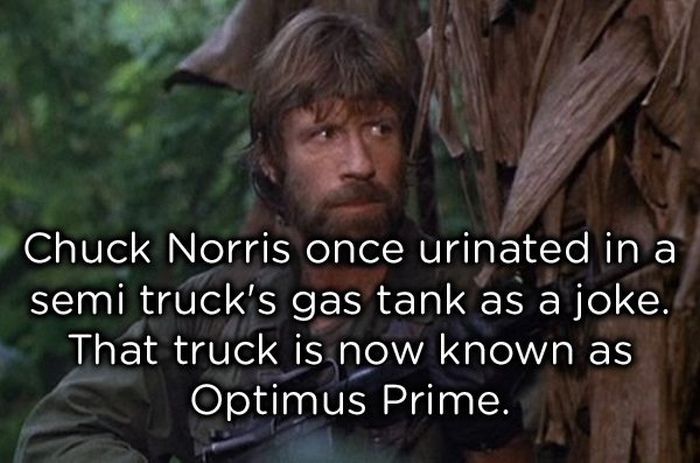 Chuck Norris once urinated in a
semi truck's gas tank as a joke.
That truck is now known as
Optimus Prime.